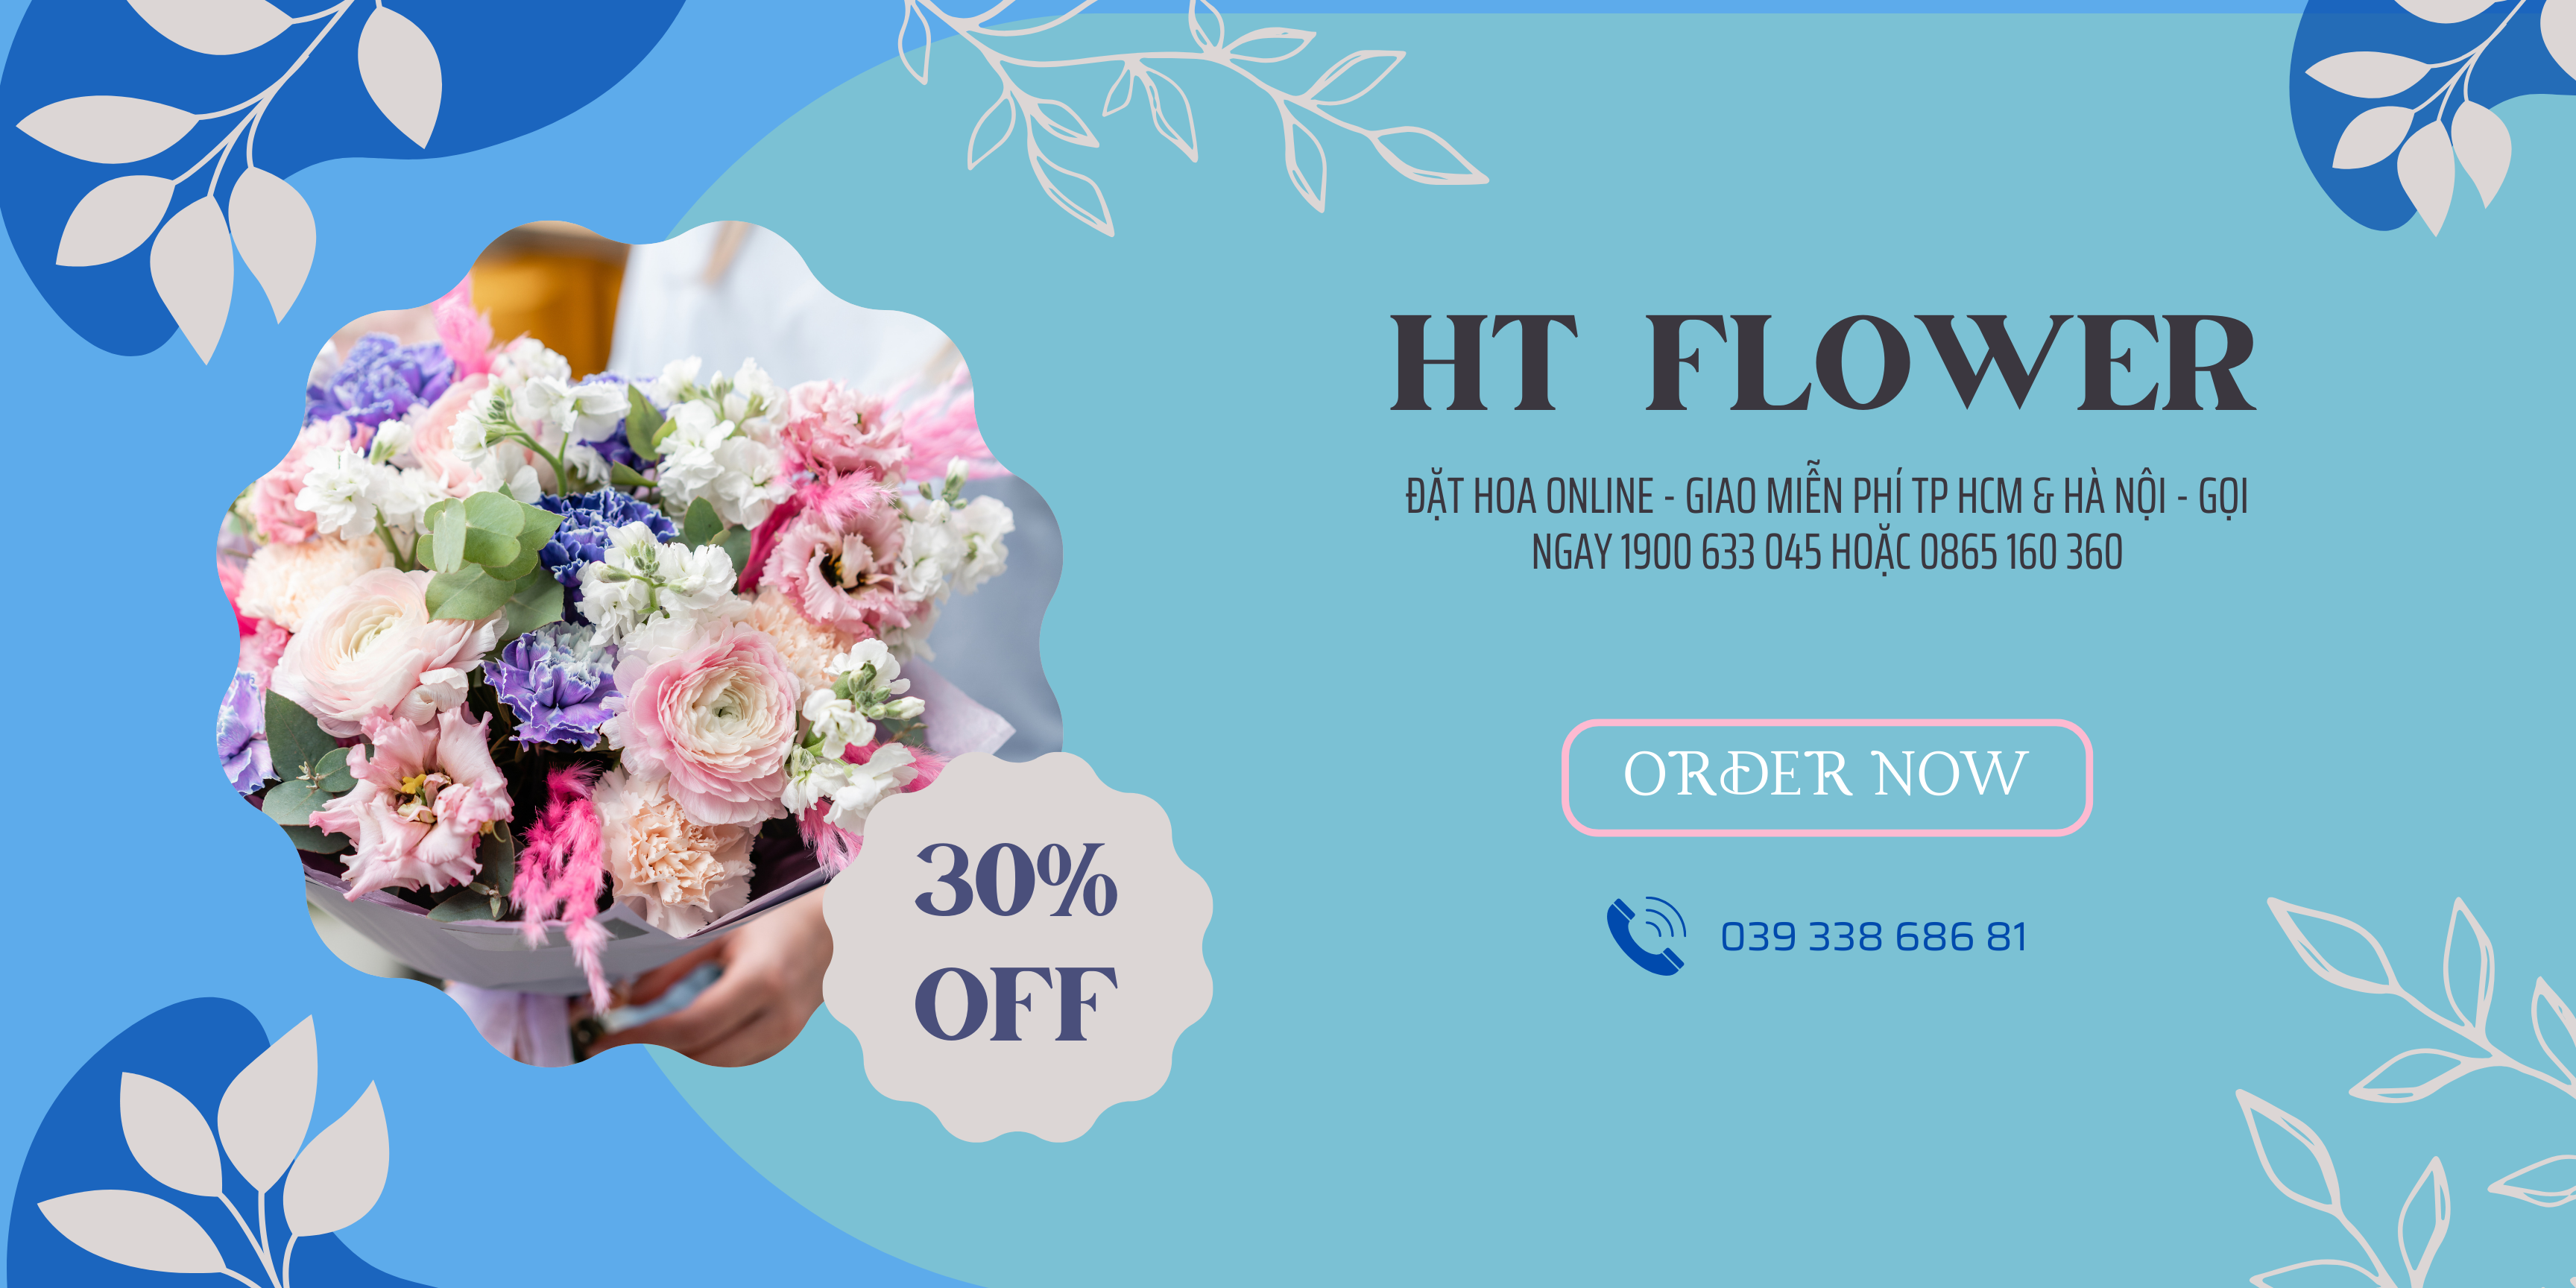 HT FLOWER
ĐẶT HOA ONLINE - GIAO MIỄN PHÍ TP HCM & HÀ NỘI - GỌI
NGAY 1900 633 045 HOẶC 0865 160 360
ORDER NOW
039 338 686 81
30%
OFF